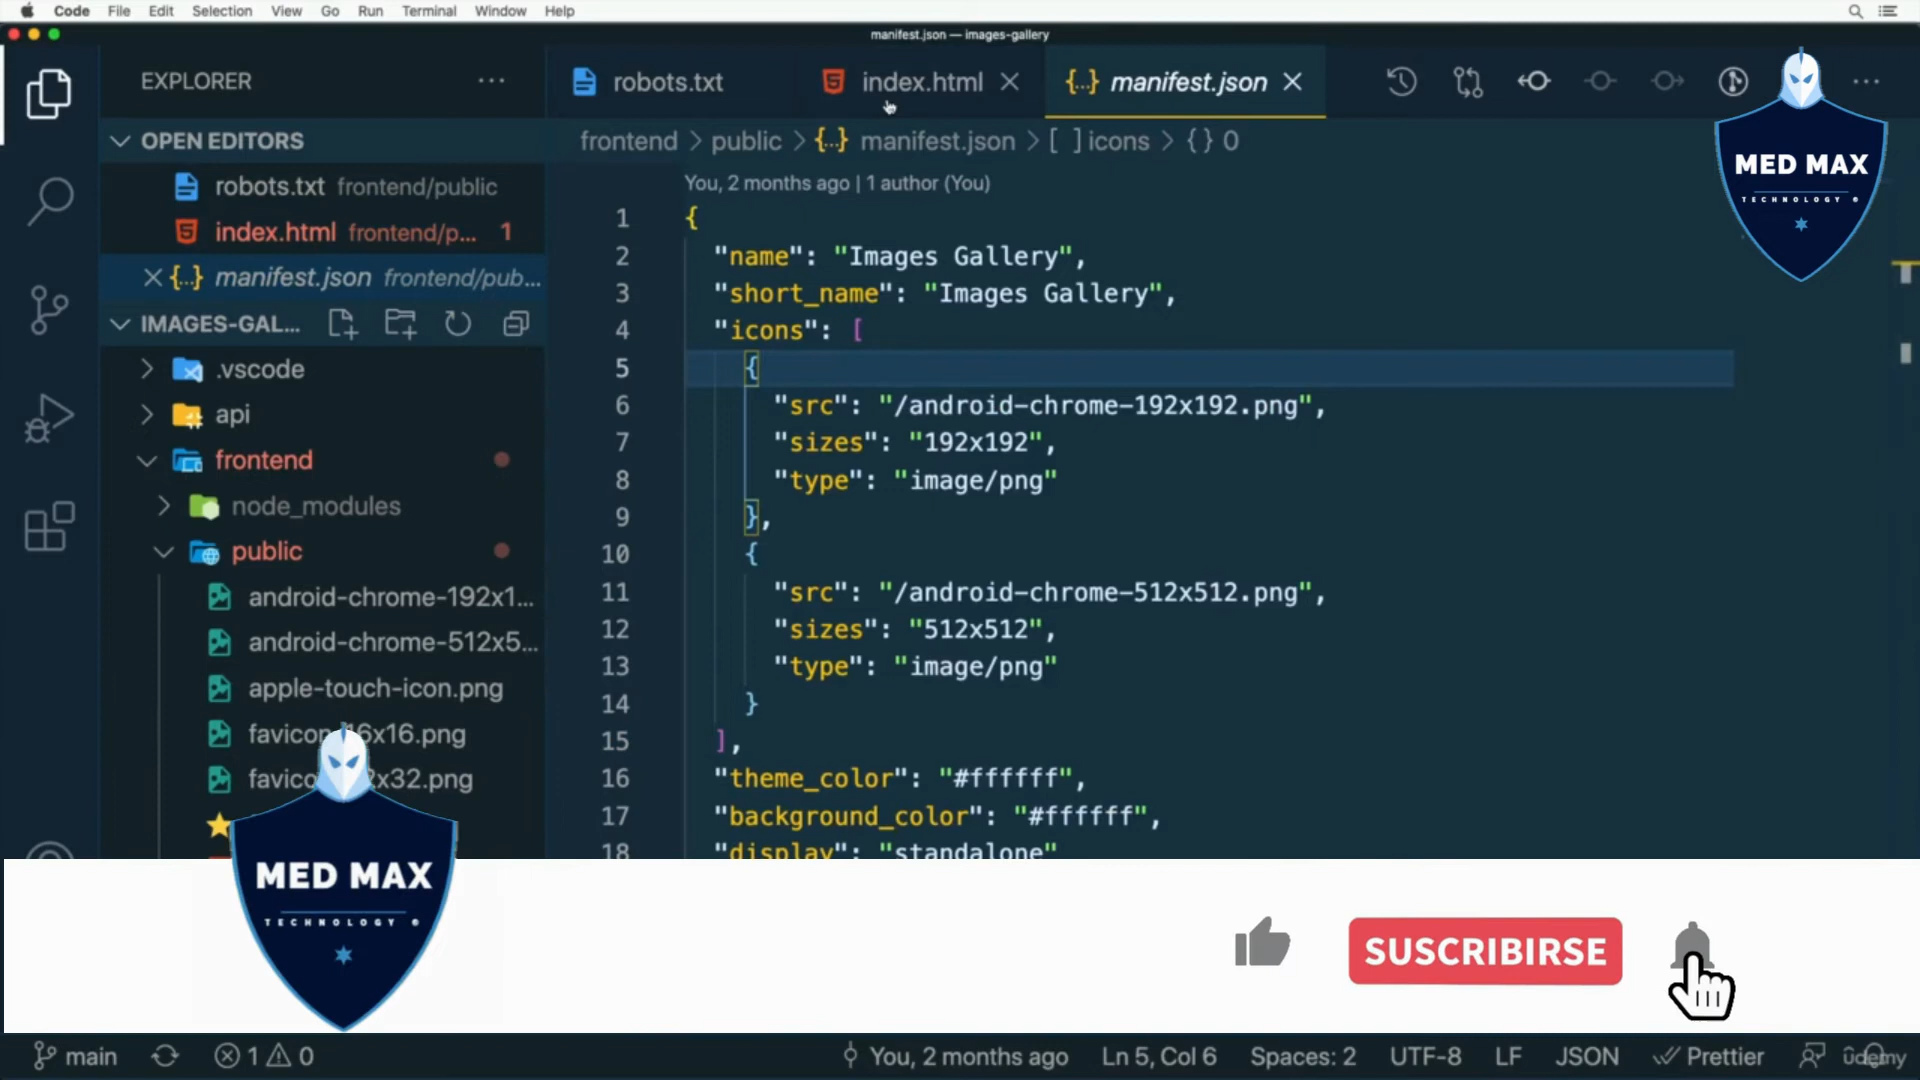 Code File Edit Selection View Go Run Terminal Window Help
manifest.json — images-gallery
EXPLORER
robots.txt
index.html
manifest.json
OPEN EDITORS
frontend > public > {..} manifest.json > [ ] icons > { } 0
robots.txt frontend/public
index.html frontend/p... 1
manifest.json frontend/pub...
IMAGES-GAL...
.vscode
api
frontend
node_modules
public
android-chrome-192x1...
android-chrome-512x5...
apple-touch-icon.png
You, 2 months ago | 1 author (You)
1 {
2 "name": "Images Gallery",
3 "short_name": "Images Gallery",
4 "icons": [
5 {
6 "src": "/android-chrome-192x192.png",
7 "sizes": "192x192",
8 "type": "image/png"
9 },
10 {
11 "src": "/android-chrome-512x512.png",
12 "sizes": "512x512",
13 "type": "image/png"
14 }
15 ],
16 "theme_color": "#ffffff",
17 "background_color": "#ffffff",
18 "display": "standalone"
MED MAX
TECHNOLOGY
MED MAX
TECHNOLOGY
SUSCRIBIRSE
main 1 0 You, 2 months ago Ln 5, Col 6 Spaces: 2 UTF-8 LF JSON Prettier
udemy